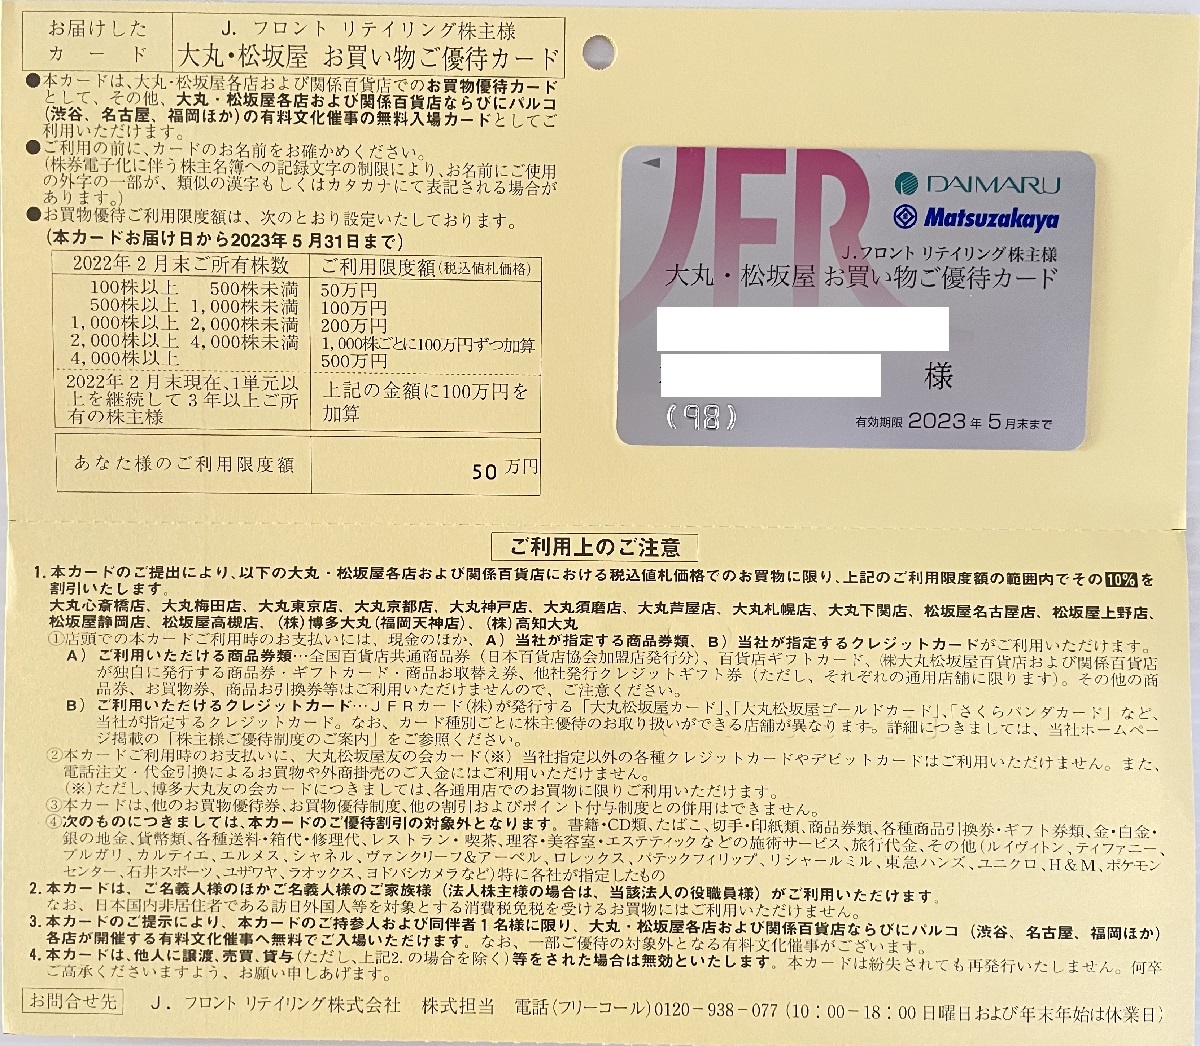 お届けした
カード
J. フロント リテイリング株主様
大丸・松坂屋 お買い物ご優待カード
●本カードは、大丸・松坂屋各店および関係百貨店でのお買物優待カード
として、その他、大丸・松坂屋各店および関係百貨店ならびにパルコ
(渋谷、名古屋、福岡ほか)の有料文化催事の無料入場カードとしてご
利用いただけます。
●ご利用の前に、カードのお名前をお確かめください。
(株券電子化に伴う株主名簿への記録文字の制限により、お名前にご使用
の外字の一部が、類似の漢字もしくはカタカナにて表記される場合が
あります。)
●お買物優待ご利用限度額は、次のとおり設定いたしております。
(本カードお届け日から2023年5月31日まで)
2022年2月末ご所有株数 ご利用限度額(税込値札価格)
100株以上 500株未満 50万円
500株以上 1,000株未満 100万円
1,000株以上 2,000株未満 200万円
2,000株以上 4,000株未満 1,000株ごとに100万円ずつ加算
4,000株以上 500万円
2022年2月末現在、1単元以
上を継続して3年以上ご所
有の株主様
上記の金額に100万円を
加算
あなた様のご利用限度額 50 万円
JFR
DAIMARU
Matsuzakaya
J.フロント リテイリング株主様
大丸・松坂屋 お買い物ご優待カード
様
(98)
有効期限 2023年5月末まで
ご利用上のご注意
1. 本カードのご提出により、以下の大丸・松坂屋各店および関係百貨店における税込値札価格でのお買物に限り、上記のご利用限度額の範囲内でその10%を
割引いたします。
大丸心斎橋店、大丸梅田店、大丸東京店、大丸京都店、大丸神戸店、大丸須磨店、大丸芦屋店、大丸札幌店、大丸下関店、松坂屋名古屋店、松坂屋上野店、
松坂屋静岡店、松坂屋高槻店、(株)博多大丸(福岡天神店)、(株)高知大丸
①店頭での本カードご利用時のお支払いには、現金のほか、A)当社が指定する商品券類、B)当社が指定するクレジットカードがご利用いただけます。
A)ご利用いただける商品券類…全国百貨店共通商品券(日本百貨店協会加盟店発行分)、百貨店ギフトカード、㈱大丸松坂屋百貨店および関係百貨店
が独自に発行する商品券・ギフトカード・商品お取替え券、他社発行クレジットギフト券(ただし、それぞれの通用店舗に限ります)。その他の商
品券、お買物券、商品お引換券等はご利用いただけませんので、ご注意ください。
B)ご利用いただけるクレジットカード…JFRカード(株)が発行する「大丸松坂屋カード」、「大丸松坂屋ゴールドカード」、「さくらパンダカード」など、
当社が指定するクレジットカード。なお、カード種別ごとに株主優待のお取り扱いができる店舗が異なります。詳細につきましては、当社ホームペー
ジ掲載の「株主様ご優待制度のご案内」をご参照ください。
②本カードご利用時のお支払いに、大丸松坂屋友の会カード(※)当社指定以外の各種クレジットカードやデビットカードはご利用いただけません。また、
電話注文・代金引換によるお買物や外商掛売のご入金にはご利用いただけません。
(※)ただし、博多大丸友の会カードにつきましては、各通用店でのお買物に限りご利用いただけます。
③本カードは、他のお買物優待券、お買物優待制度、他の割引およびポイント付与制度との併用はできません。
④次のものにつきましては、本カードのご優待割引の対象外となります。書籍・CD類、たばこ、切手・印紙類、商品券類、各種商品引換券・ギフト券類、金・白金・
銀の地金、貨幣類、各種送料・箱代・修理代、レストラン・喫茶、理容・美容室・エステティックなどの施術サービス、旅行代金、その他(ルイヴィトン、ティファニー、
ブルガリ、カルティエ、エルメス、シャネル、ヴァンクリーフ&アーペル、ロレックス、パテックフィリップ、リシャールミル、東急ハンズ、ユニクロ、H&M、ポケモン
センター、石井スポーツ、ユザワヤ、ラオックス、ヨドバシカメラなど)特に各社が指定したもの
2. 本カードは、ご名義人様のほかご名義人様のご家族様(法人株主様の場合は、当該法人の役職員様)がご利用いただけます。
なお、日本国内非居住者である訪日外国人等を対象とする消費税免税を受けるお買物にはご利用いただけません。
3. 本カードのご提示により、本カードのご持参人および同伴者1名様に限り、大丸・松坂屋各店および関係百貨店ならびにパルコ(渋谷、名古屋、福岡ほか)
各店が開催する有料文化催事へ無料でご入場いただけます。なお、一部ご優待の対象外となる有料文化催事がございます。
4. 本カードは、他人に譲渡、売買、貸与(ただし、上記2.の場合を除く)等をされた場合は無効といたします。本カードは紛失されても再発行いたしません。何卒
ご高承くださいますよう、お願い申しあげます。
お問合せ先 J. フロント リテイリング株式会社 株式担当 電話(フリーコール)0120−938−077(10：00−18：00 日曜日および年末年始は休業日)